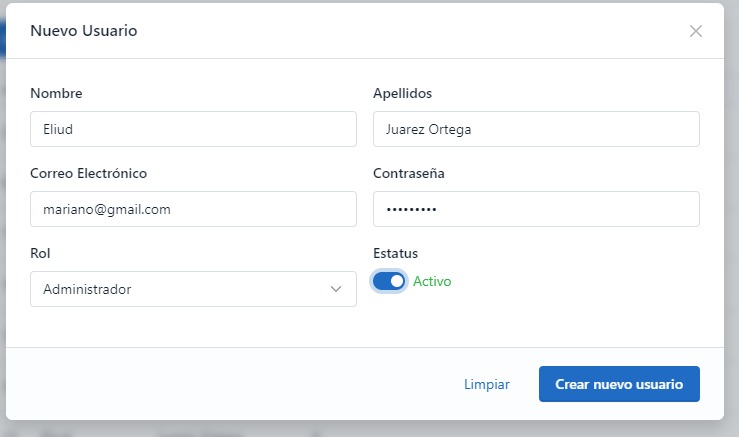 Nuevo Usuario
Nombre
Apellidos
Eliud
Juarez Ortega
Correo Electrónico
Contraseña
mariano@gmail.com
•••••••••
Rol
Estatus
Administrador
Activo
Limpiar
Crear nuevo usuario